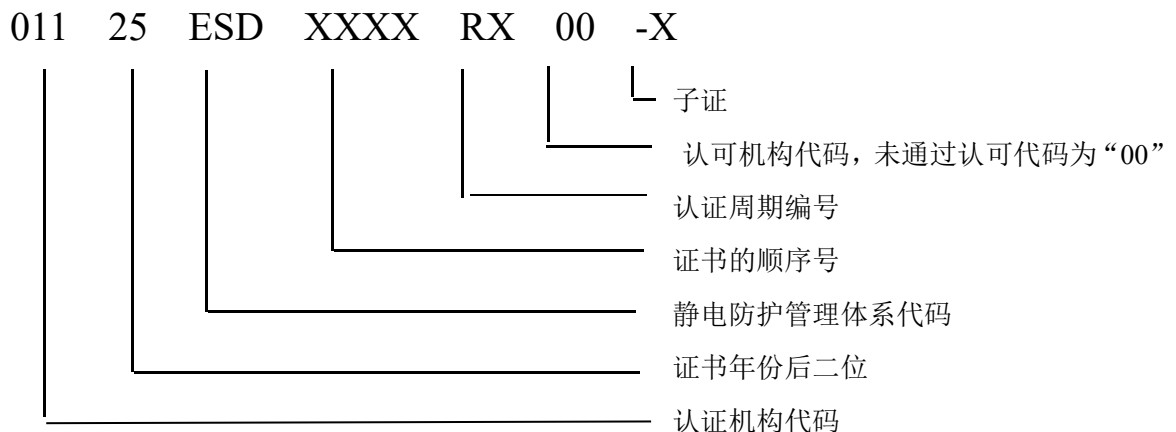 011 25 ESD XXXX RX 00 -X
子证
认可机构代码，未通过认可代码为“00”
认证周期编号
证书的顺序号
静电防护管理体系代码
证书年份后二位
认证机构代码